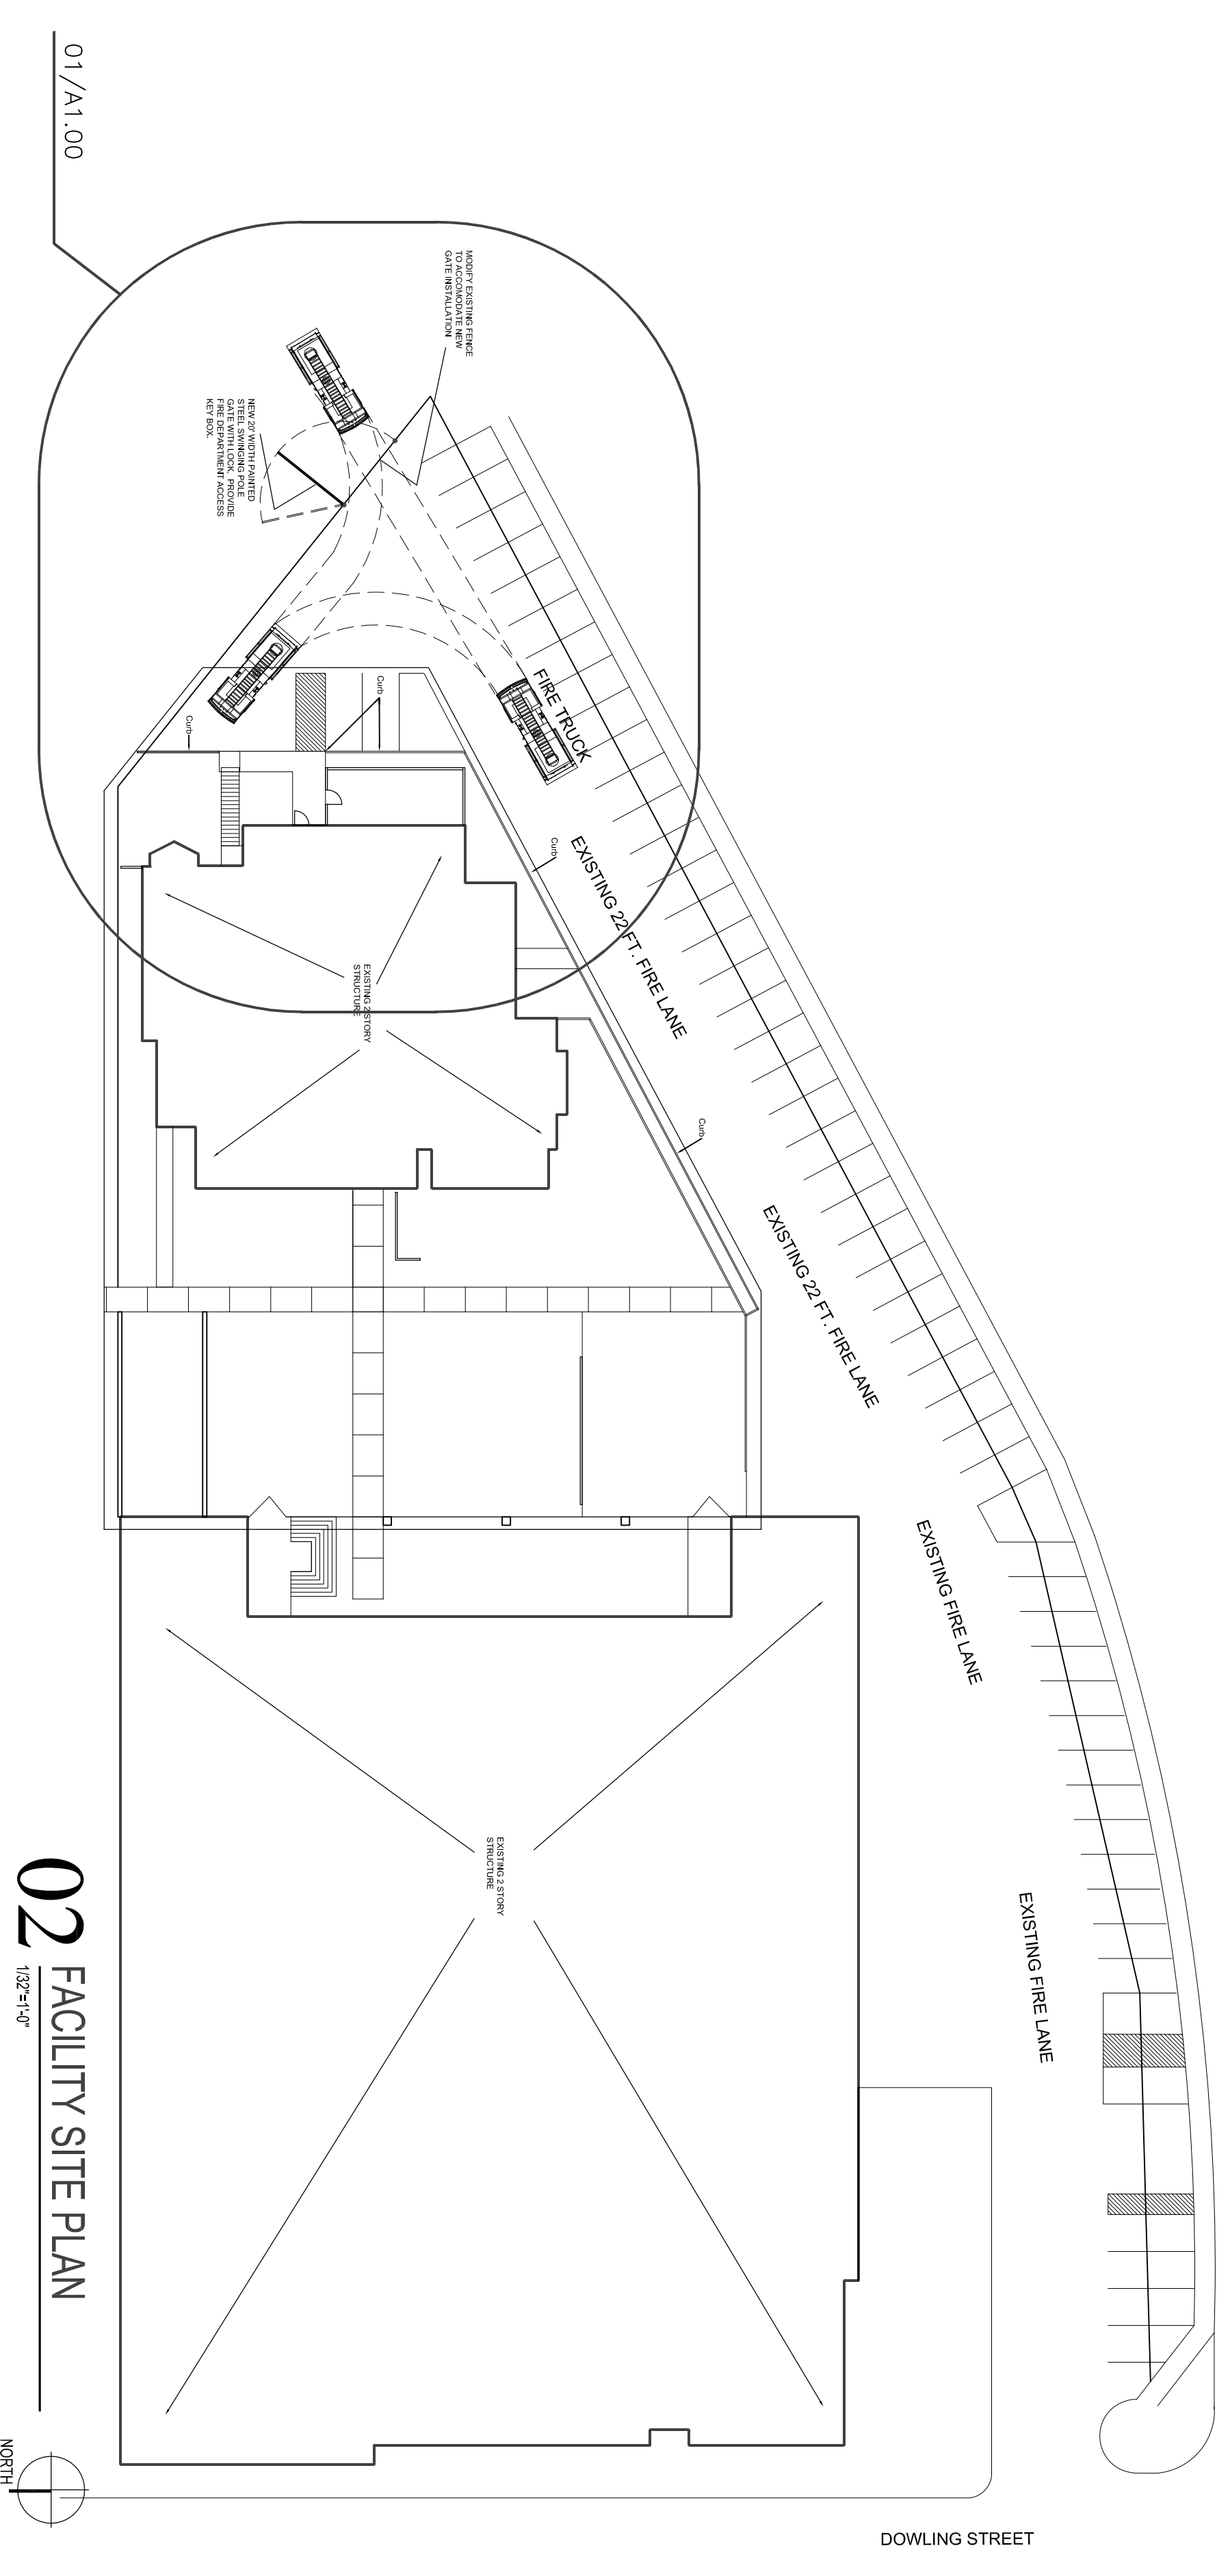 01/A1.00
MODIFY EXISTING FENCE
TO ACCOMODATE NEW
GATE INSTALLATION
NEW 20' WIDTH PAINTED
STEEL SWINGING POLE
GATE WITH LOCK. PROVIDE
FIRE DEPARTMENT ACCESS
KEY BOX.
FIRE TRUCK
Curb
Curb
Curb
EXISTING 22 FT. FIRE LANE
EXISTING 2 STORY
STRUCTURE
Curb
EXISTING 22 FT. FIRE LANE
EXISTING FIRE LANE
EXISTING FIRE LANE
EXISTING 2 STORY
STRUCTURE
02 FACILITY SITE PLAN
1/32"=1'-0"
NORTH
DOWLING STREET